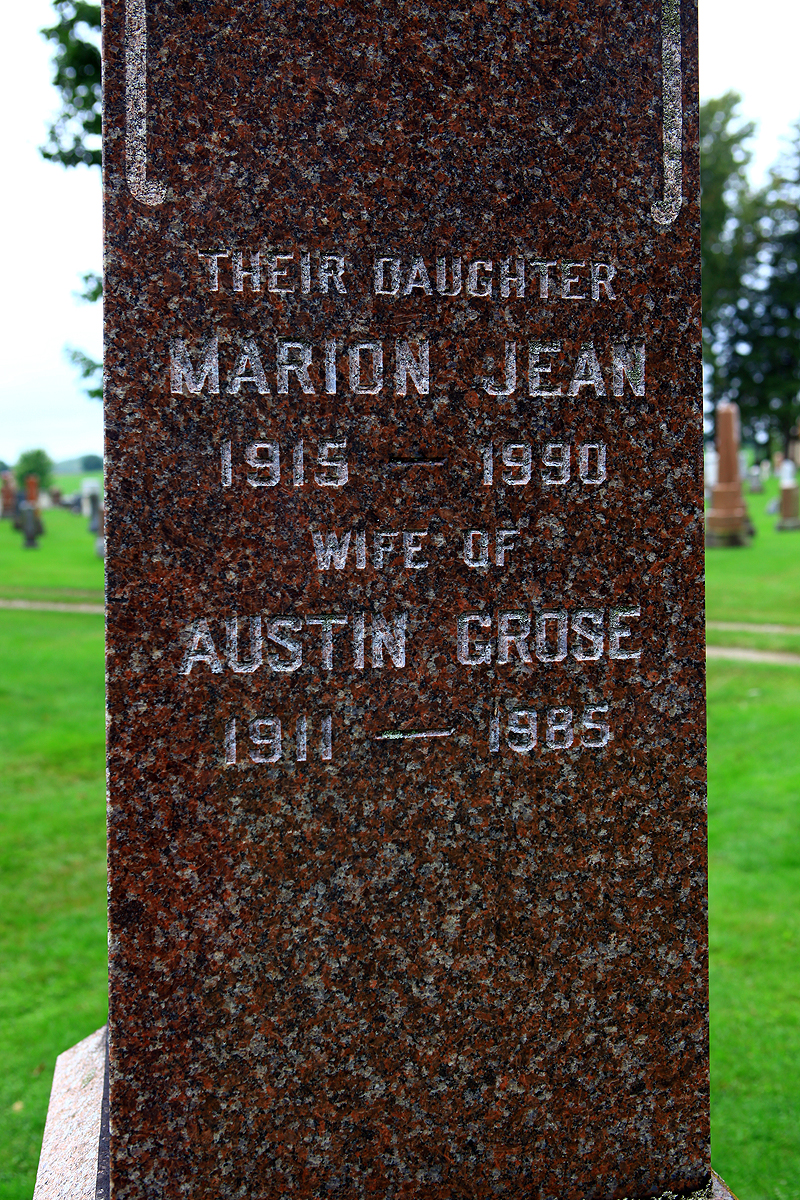 THEIR DAUGHTER
MARION JEAN
1915 — 1990
WIFE OF
AUSTIN GROSE
1911 — 1985